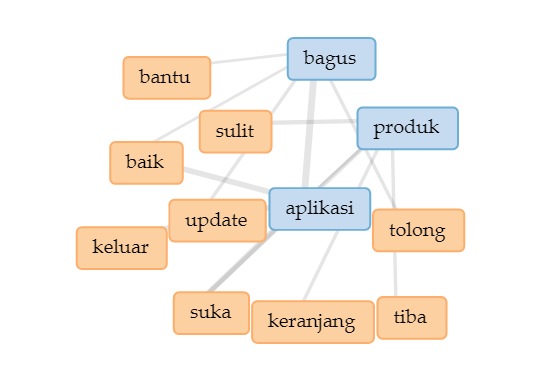 bagus
bantu
produk
sulit
baik
aplikasi
update
tolong
keluar
suka
keranjang
tiba